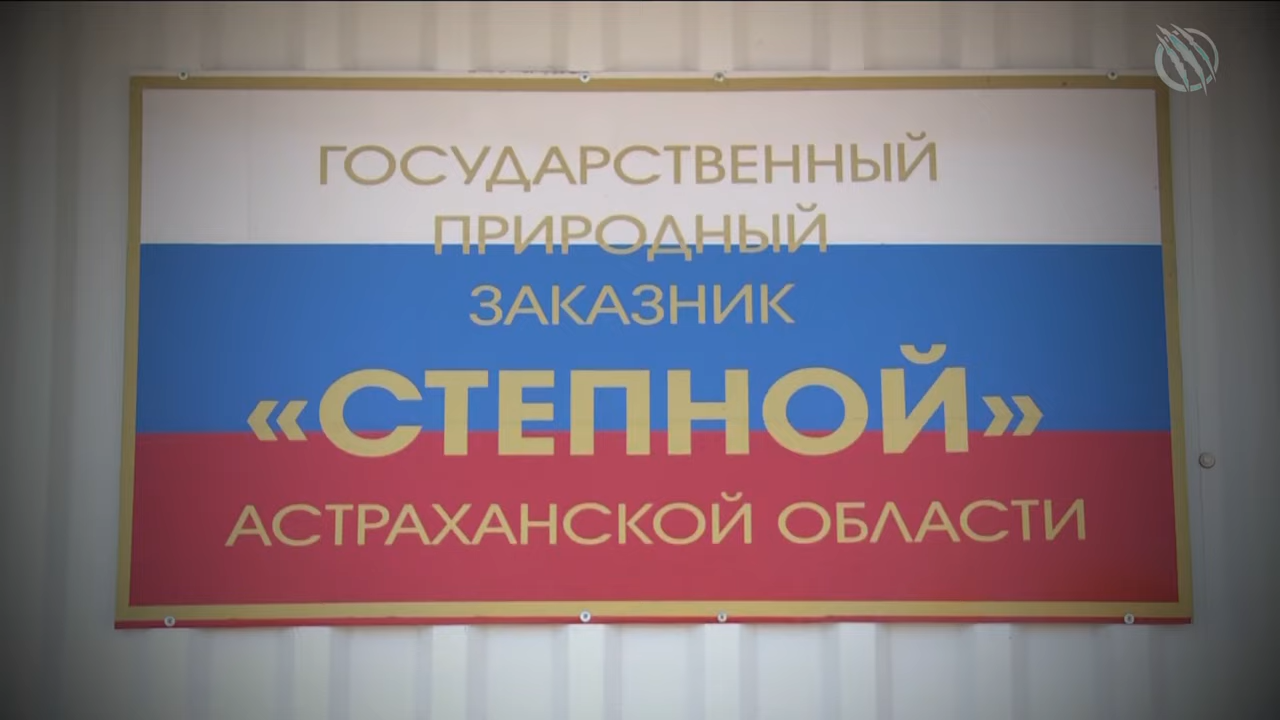 ГОСУДАРСТВЕННЫЙ
ПРИРОДНЫЙ
ЗАКАЗНИК
«СТЕПНОЙ»
АСТРАХАНСКОЙ ОБЛАСТИ